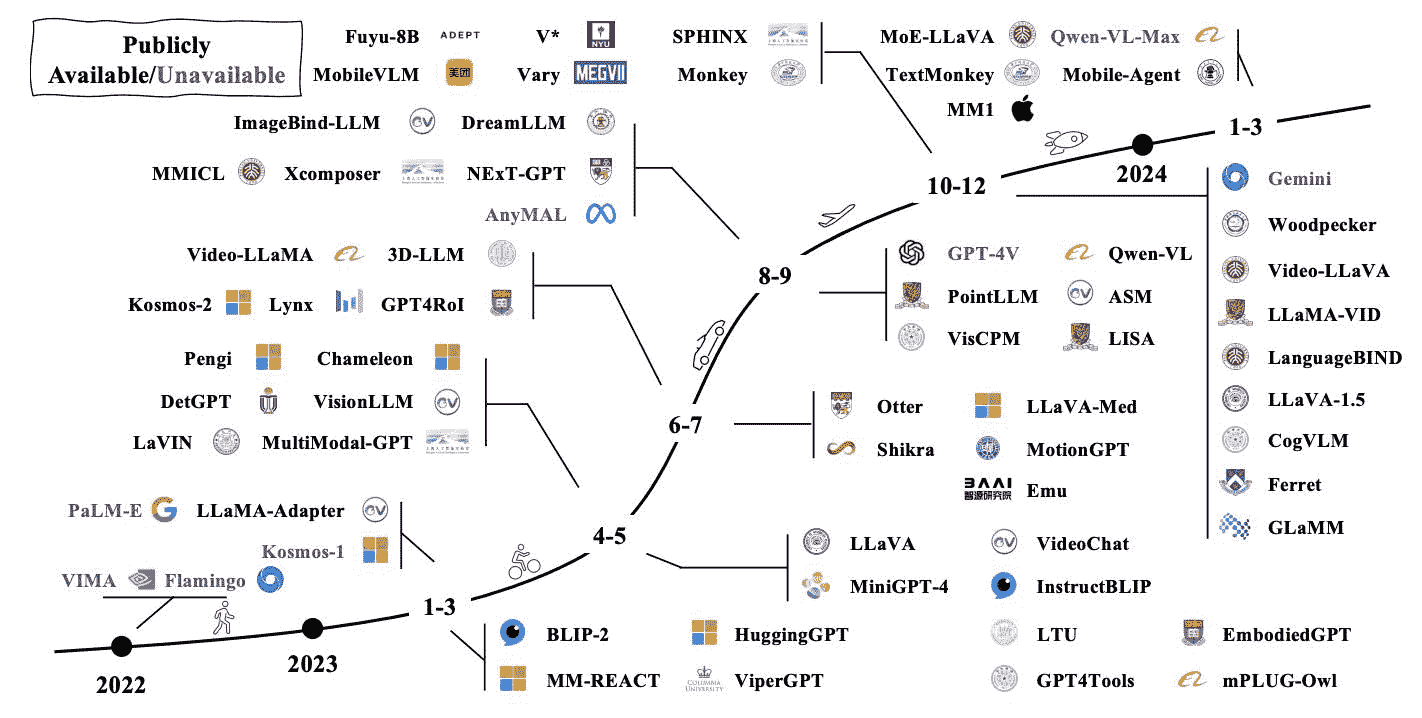 Publicly
Available/Unavailable
Fuyu-8B ADEPT V* NYU SPHINX MoE-LLaVA Qwen-VL-Max
MobileVLM 美团 Vary MEGVII Monkey TextMonkey Mobile-Agent
MM1
ImageBind-LLM DreamLLM
MMICL Xcomposer NExT-GPT
AnyMAL
Video-LLaMA 3D-LLM
Kosmos-2 Lynx GPT4RoI
Pengi Chameleon
DetGPT VisionLLM
LaVIN MultiModal-GPT
PaLM-E LLaMA-Adapter
Kosmos-1
VIMA Flamingo
2022
2023
1-3
4-5
6-7
8-9
10-12
2024
1-3
BLIP-2 HuggingGPT
MM-REACT COLUMBIA UNIVERSITY ViperGPT
LLaVA VideoChat
MiniGPT-4 InstructBLIP
LTU EmbodiedGPT
GPT4Tools mPLUG-Owl
Otter LLaVA-Med
Shikra MotionGPT
BAAI
智源研究院 Emu
GPT-4V Qwen-VL
PointLLM ASM
VisCPM LISA
Gemini
Woodpecker
Video-LLaVA
LLaMA-VID
LanguageBIND
LLaVA-1.5
CogVLM
Ferret
GLaMM